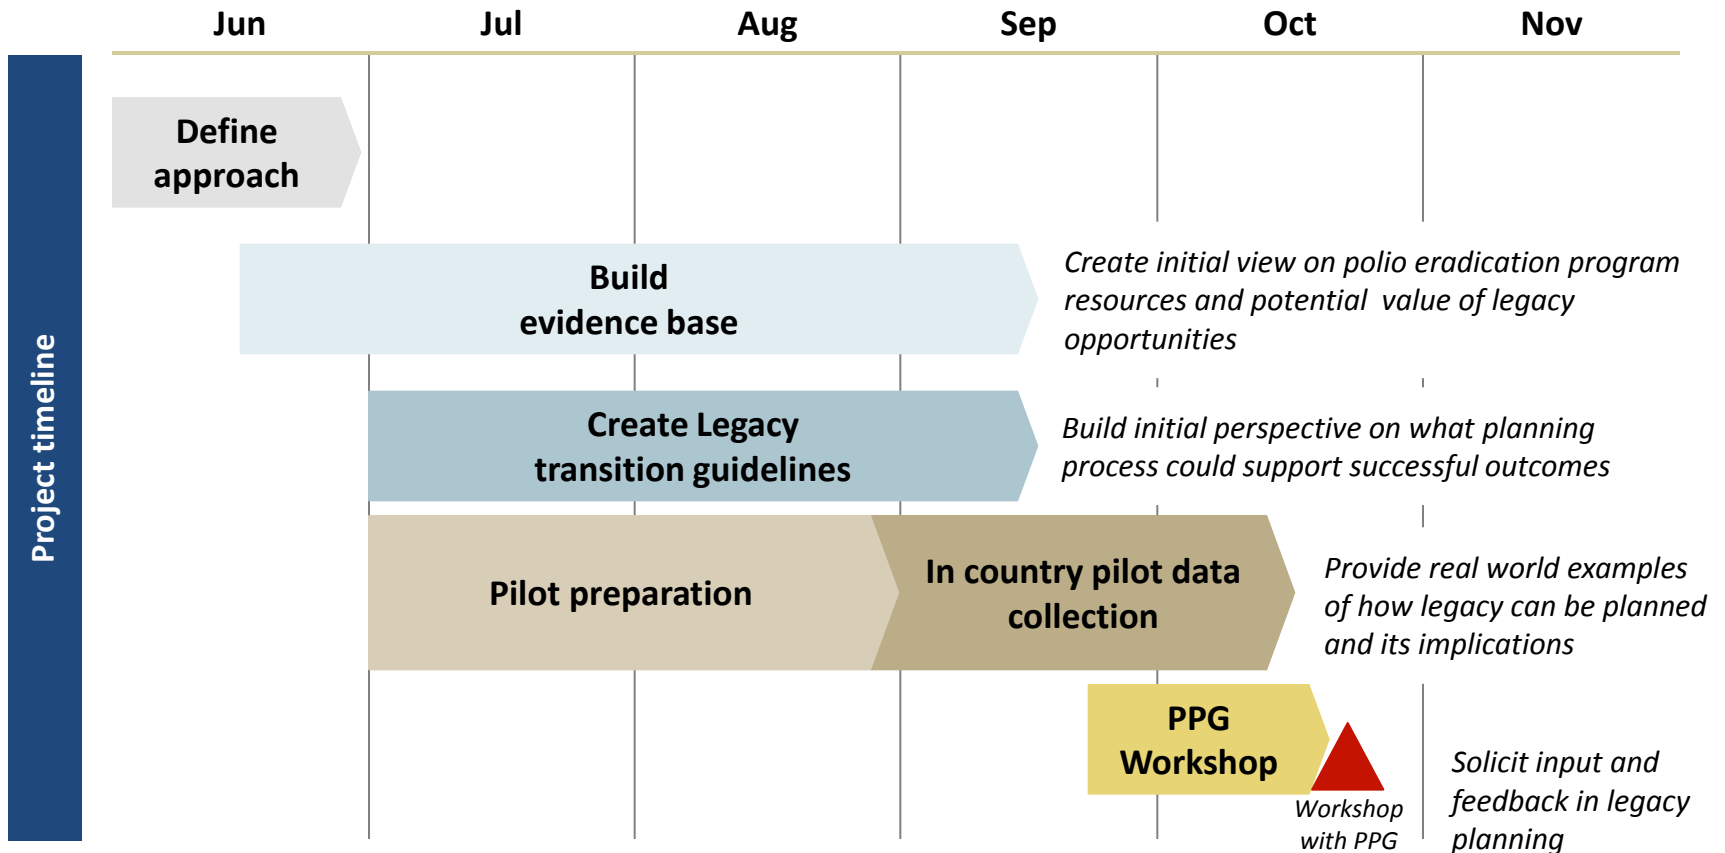 Jun Jul Aug Sep Oct Nov
Project timeline
Define
approach
Build
evidence base
Create initial view on polio eradication program
resources and potential value of legacy
opportunities
Create Legacy
transition guidelines
Build initial perspective on what planning
process could support successful outcomes
Pilot preparation
In country pilot data
collection
Provide real world examples
of how legacy can be planned
and its implications
PPG
Workshop
Workshop
with PPG
Solicit input and
feedback in legacy
planning